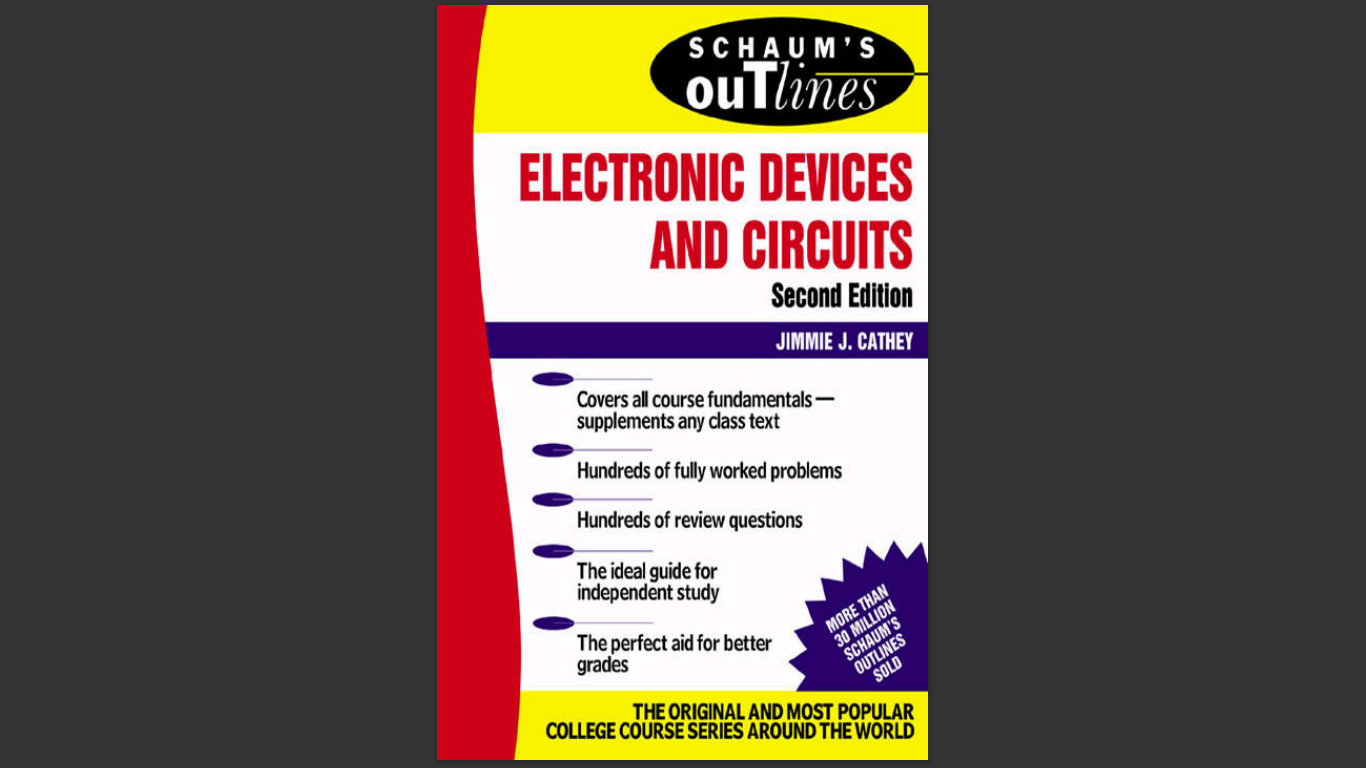 SCHAUM'S
ouTlines
ELECTRONIC DEVICES
AND CIRCUITS
Second Edition
JIMMIE J. CATHEY
Covers all course fundamentals —
supplements any class text
Hundreds of fully worked problems
Hundreds of review questions
The ideal guide for
independent study
The perfect aid for better
grades
MORE THAN
30 MILLION
SCHAUM'S
OUTLINES
SOLD
THE ORIGINAL AND MOST POPULAR
COLLEGE COURSE SERIES AROUND THE WORLD